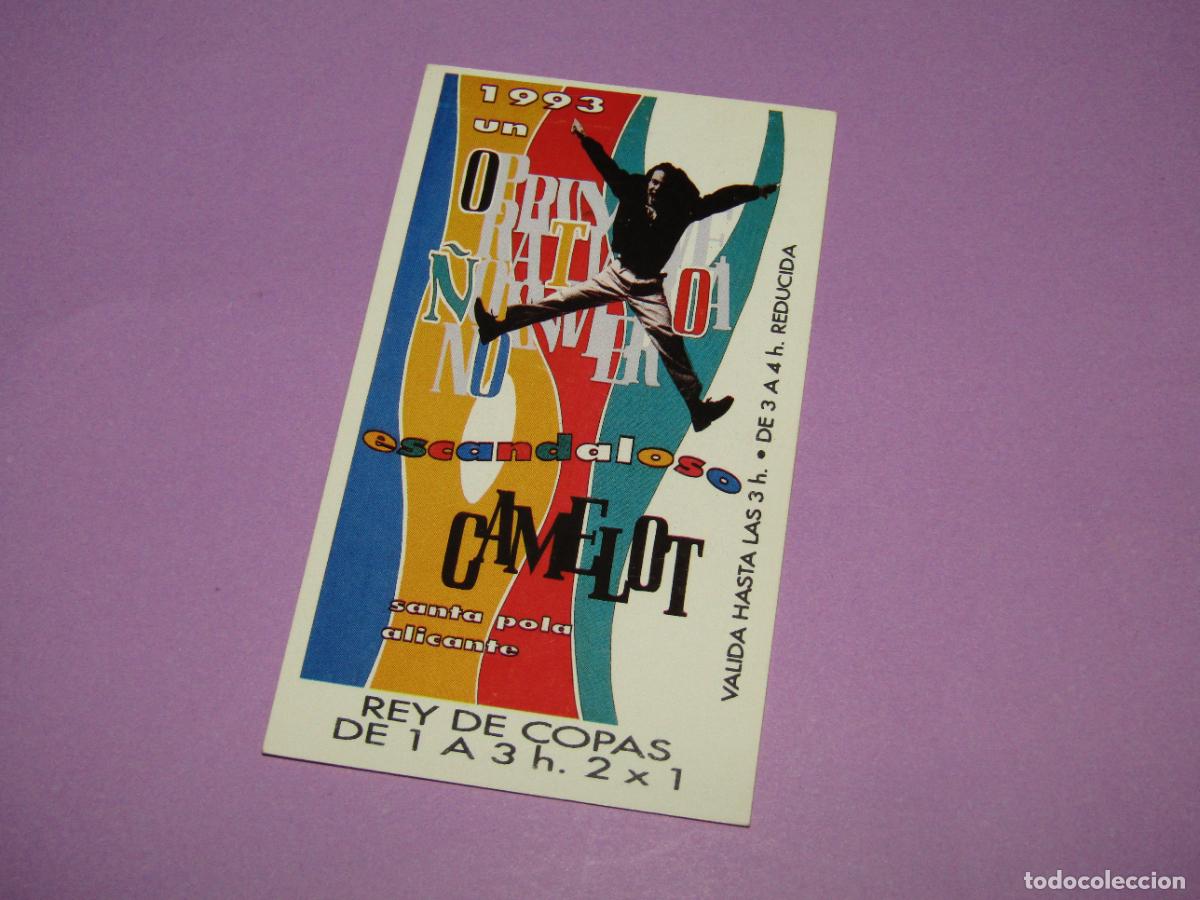 1993
un
escandaloso
CAMELOT
santa pola
alicante
REY DE COPAS
DE 1 A 3 h. 2 x 1
VALIDA HASTA LAS 3 h. • DE 3 A 4 h. REDUCIDA
todocoleccion